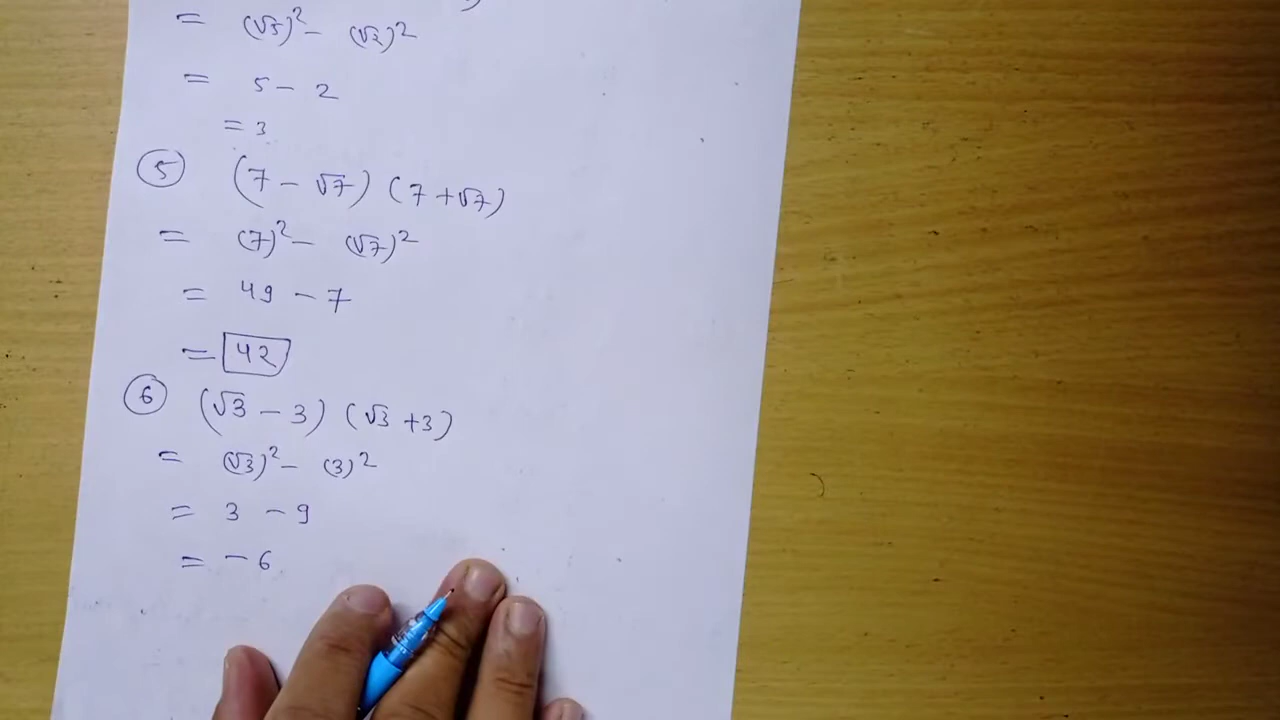 = (√5)² - (√2)²
= 5 - 2
= 3
5 (7 - √7) (7 + √7)
= (7)² - (√7)²
= 49 - 7
= 42
6 (√3 - 3) (√3 + 3)
= (√3)² - (3)²
= 3 - 9
= - 6